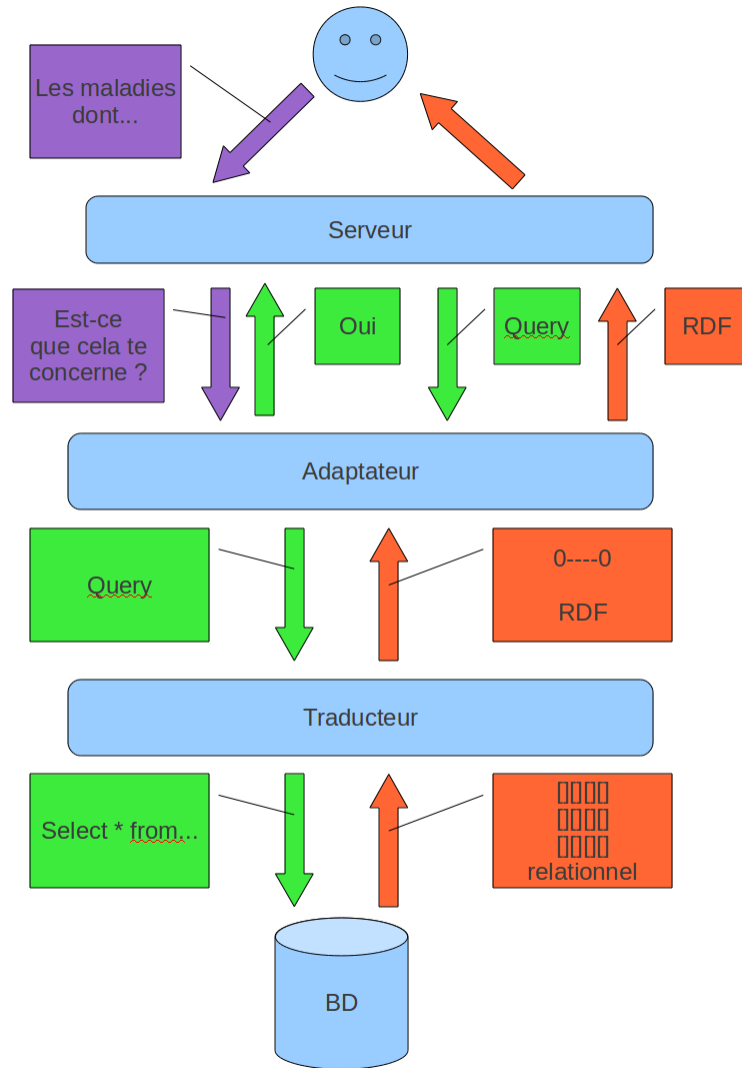 Les maladies
dont...
Serveur
Est-ce
que cela te
concerne ?
Oui
Query
RDF
Adaptateur
Query
0----0
RDF
Traducteur
Select * from...
▯▯▯▯
▯▯▯▯
▯▯▯▯
relationnel
BD